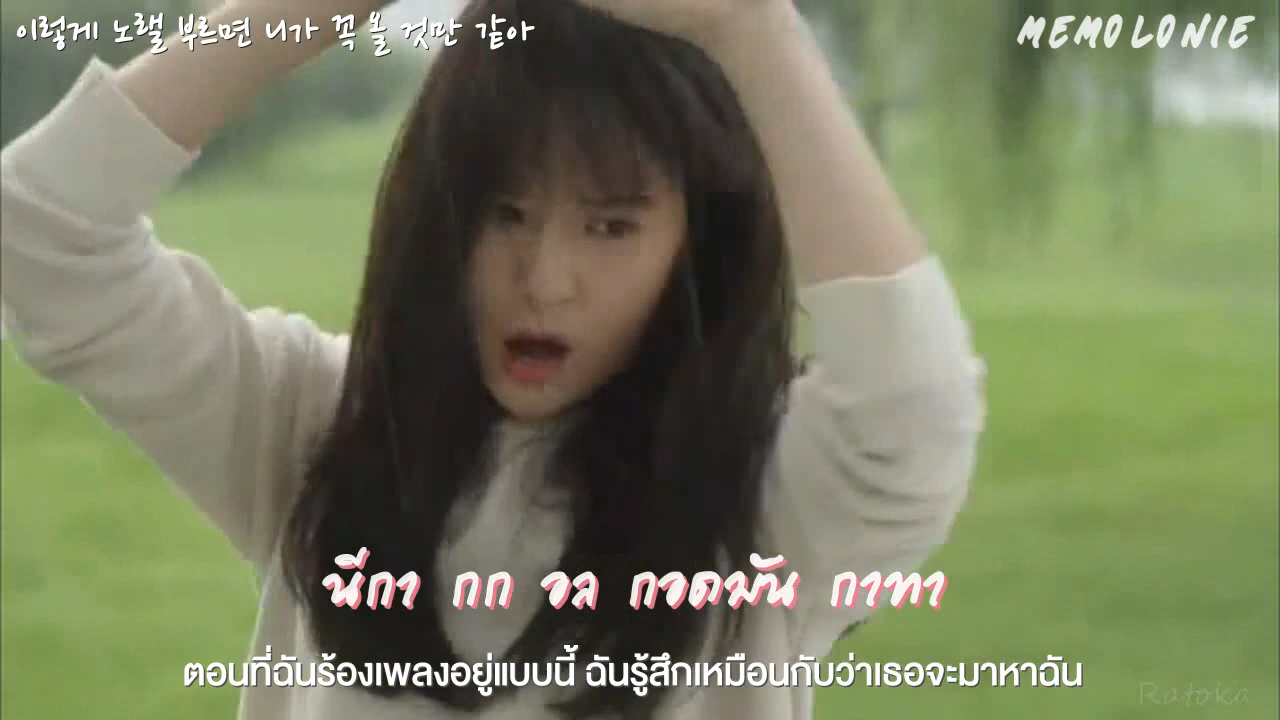 이렇게 노랠 부르면 니가 꼭 올 것만 같아
MEMOLONIE
นีกา กก อล กอดมัน กาทา
ตอนที่ฉันร้องเพลงอยู่แบบนี้ ฉันรู้สึกเหมือนกับว่าเธอจะมาหาฉัน
Ratoka